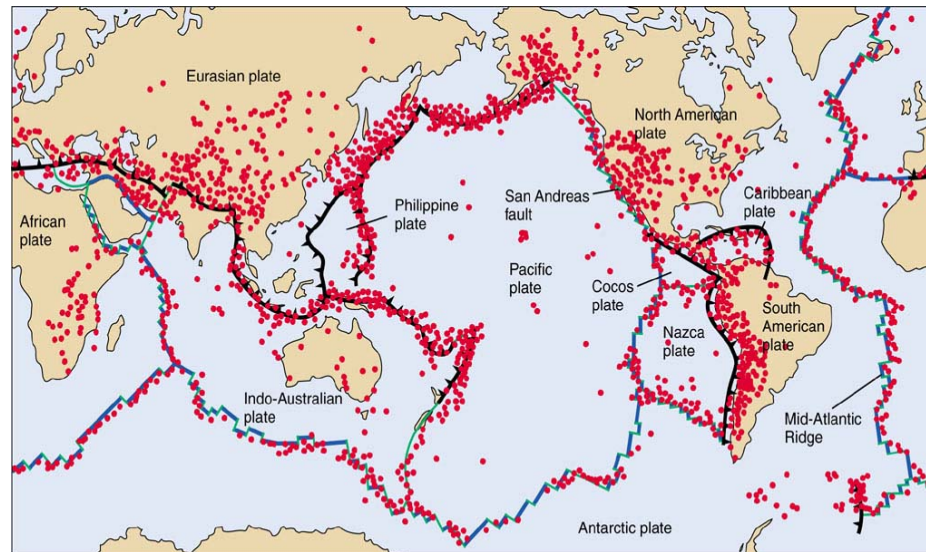 Eurasian plate
North American
plate
San Andreas
fault
Caribbean
plate
Philippine
plate
African
plate
Pacific
plate
Cocos
plate
South
American
plate
Nazca
plate
Indo-Australian
plate
Mid-Atlantic
Ridge
Antarctic plate